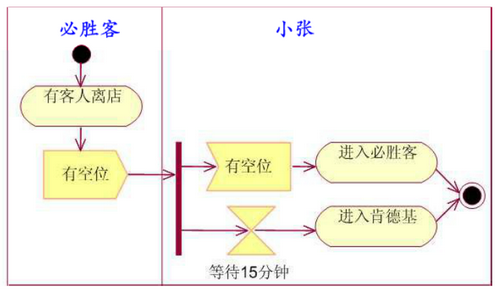 必胜客
小张
有客人离店
有空位
有空位
进入必胜客
进入肯德基
等待15分钟